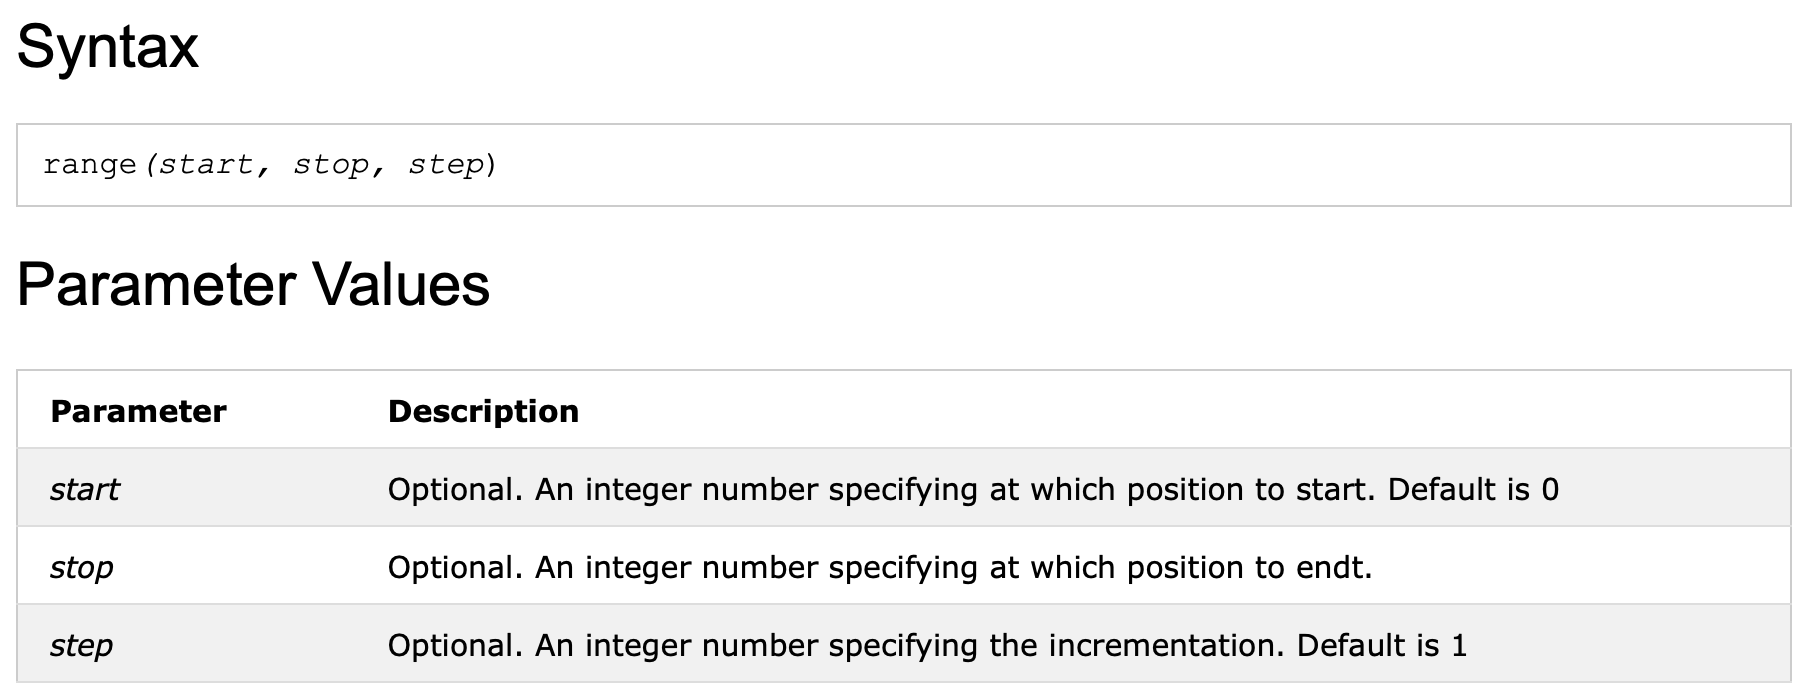 Syntax
range(start, stop, step)
Parameter Values
Parameter Description
start Optional. An integer number specifying at which position to start. Default is 0
stop Optional. An integer number specifying at which position to endt.
step Optional. An integer number specifying the incrementation. Default is 1